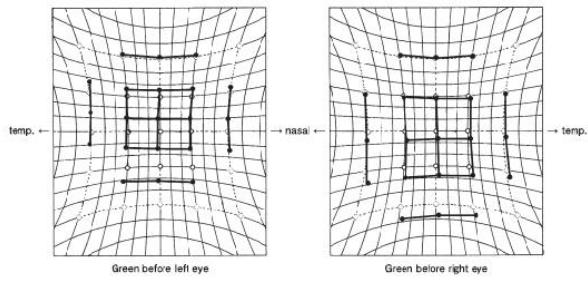 temp. ← → nasal ← → temp.
Green before left eye Green before right eye